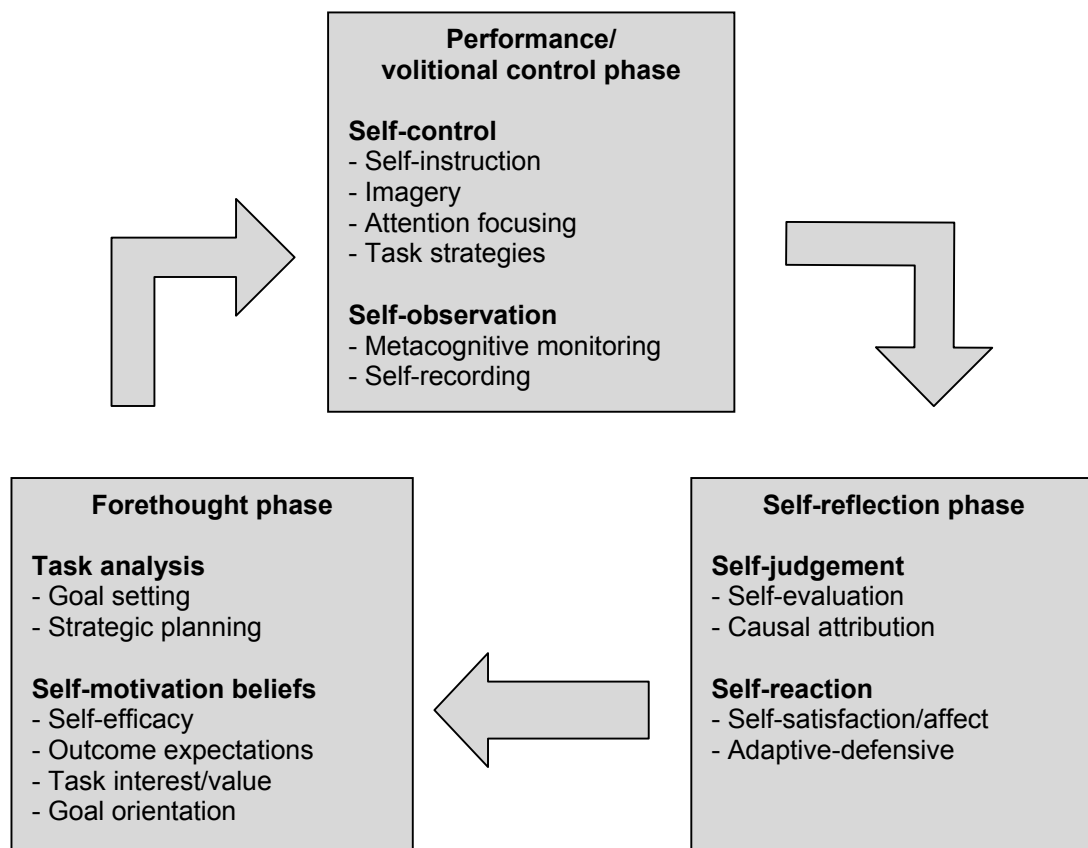 Performance/
volitional control phase
Self-control
- Self-instruction
- Imagery
- Attention focusing
- Task strategies
Self-observation
- Metacognitive monitoring
- Self-recording
Forethought phase
Task analysis
- Goal setting
- Strategic planning
Self-motivation beliefs
- Self-efficacy
- Outcome expectations
- Task interest/value
- Goal orientation
Self-reflection phase
Self-judgement
- Self-evaluation
- Causal attribution
Self-reaction
- Self-satisfaction/affect
- Adaptive-defensive